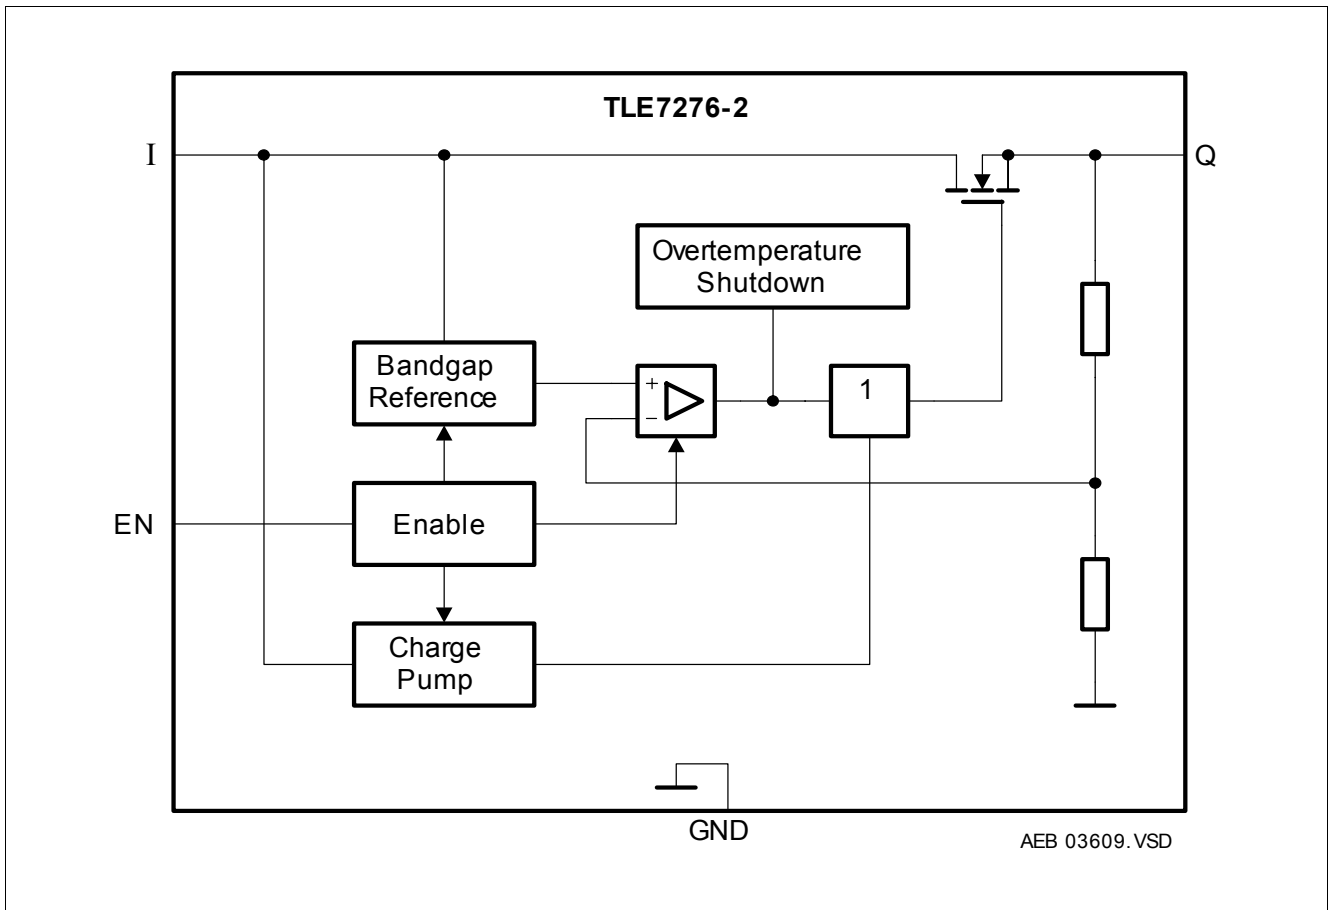 TLE7276-2
I
Q
Overtemperature
Shutdown
Bandgap
Reference
+
−
1
EN
Enable
Charge
Pump
GND
AEB 03609.VSD